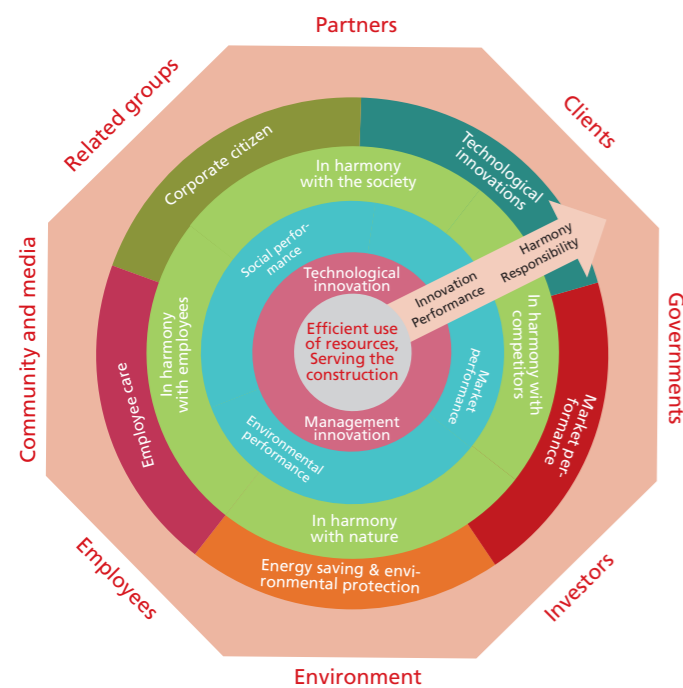 Partners
Related groups
Clients
Community and media
Governments
Employees
Investors
Environment
Corporate citizen
Technological
innovations
Employee care
Market per-
formance
Energy saving & envi-
ronmental protection
In harmony
with the society
In harmony
with employees
In harmony with
competitors
In harmony
with nature
Social perfor-
mance
Market
performance
Environmental
performance
Technological
innovation
Management
innovation
Efficient use
of resources,
Serving the
construction
Innovation
Performance
Harmony
Responsibility